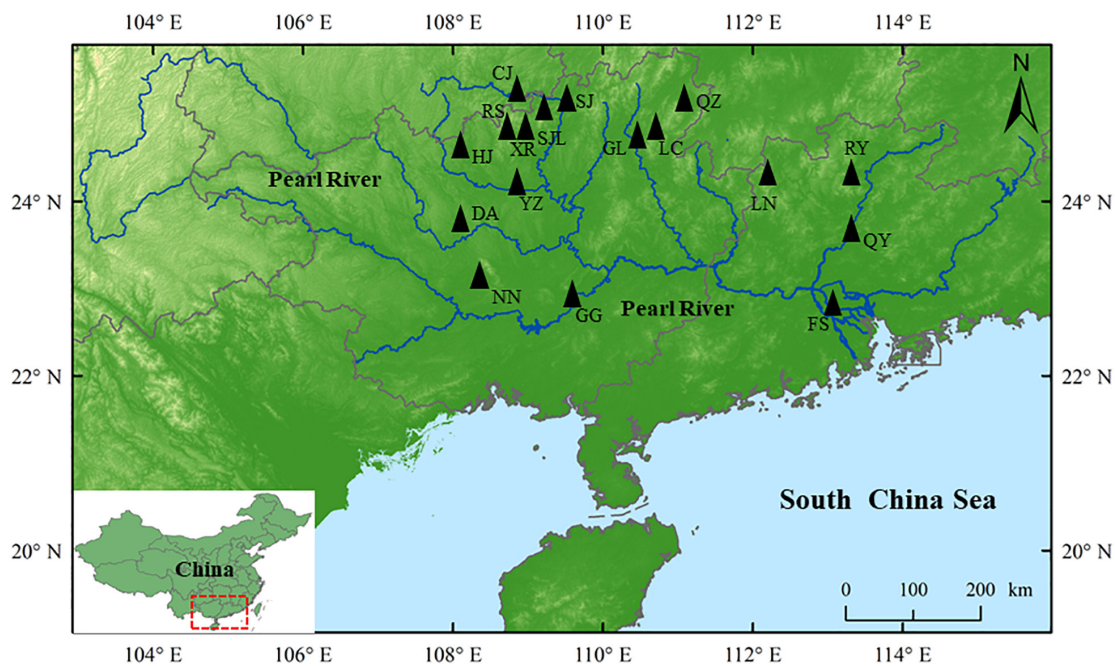 104° E 106° E 108° E 110° E 112° E 114° E
N
CJ
RS
SJ
QZ
SJL
XR
HJ
GL
LC
RY
Pearl River
YZ
LN
24° N
24° N
DA
QY
NN
GG
Pearl River
FS
22° N
22° N
South China Sea
China
20° N
20° N
0 100 200 km
104° E 106° E 108° E 110° E 112° E 114° E